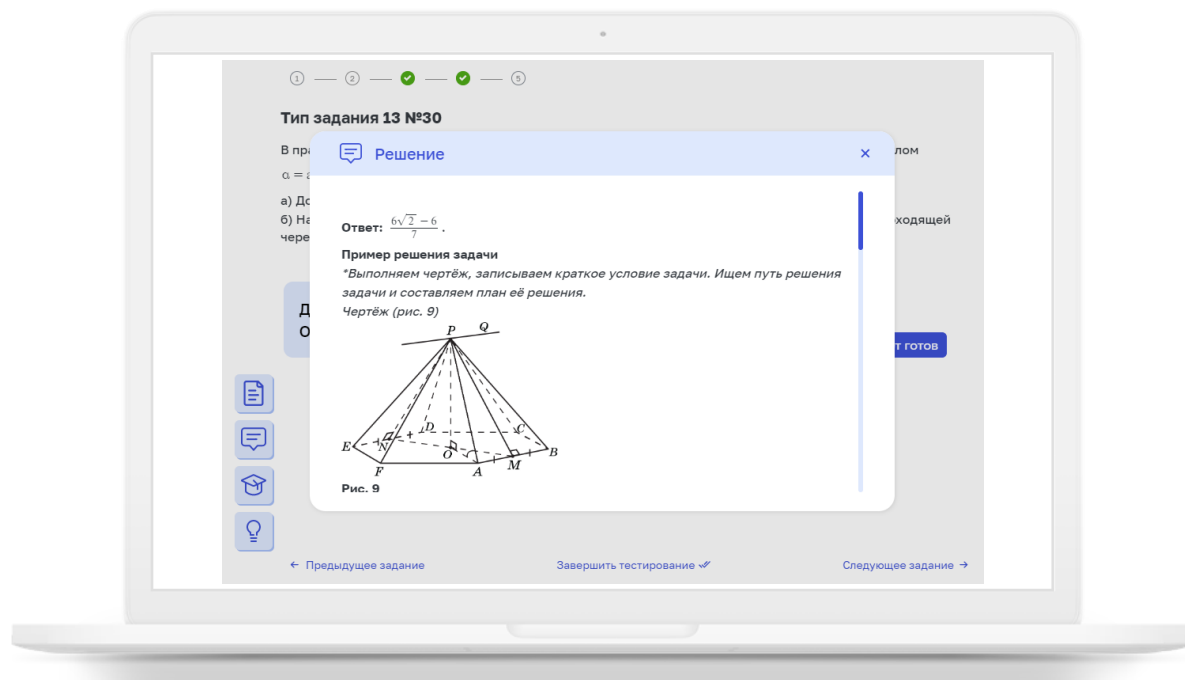 1 2 5
Тип задания 13 №30
В пра лом
α =
а) До
б) На ходящей
чере
Решение ×
Ответ: 6√2 − 6 / 7 .
Пример решения задачи
*Выполняем чертёж, записываем краткое условие задачи. Ищем путь решения
задачи и составляем план её решения.
Чертёж (рис. 9)
P Q
E N D C B
F O A M
Рис. 9
Д
О
т готов
← Предыдущее задание Завершить тестирование Следующее задание →